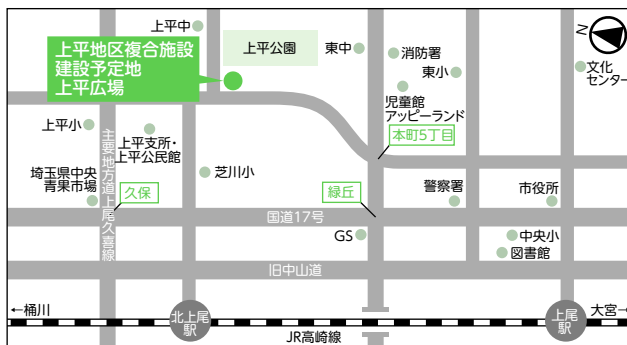 上平中
上平地区複合施設
建設予定地
上平広場
上平公園
東中
消防署
東小
児童館
アッピーランド
N
文化
センター
本町5丁目
上平小
上平支所・
上平公民館
主要地方道上尾久喜線
埼玉県中央
青果市場
久保
芝川小
緑丘
警察署
市役所
国道17号
GS
中央小
図書館
旧中山道
←桶川
北上尾
駅
JR高崎線
上尾
駅
大宮→